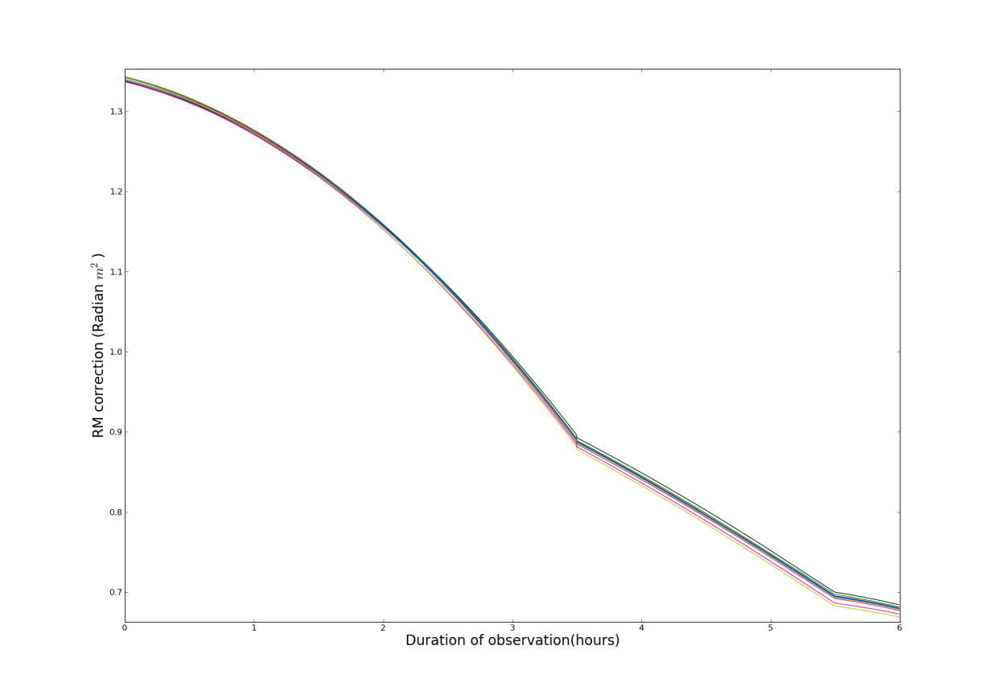 RM correction (Radian m² )
1.3
1.2
1.1
1.0
0.9
0.8
0.7
0 1 2 3 4 5 6
Duration of observation(hours)